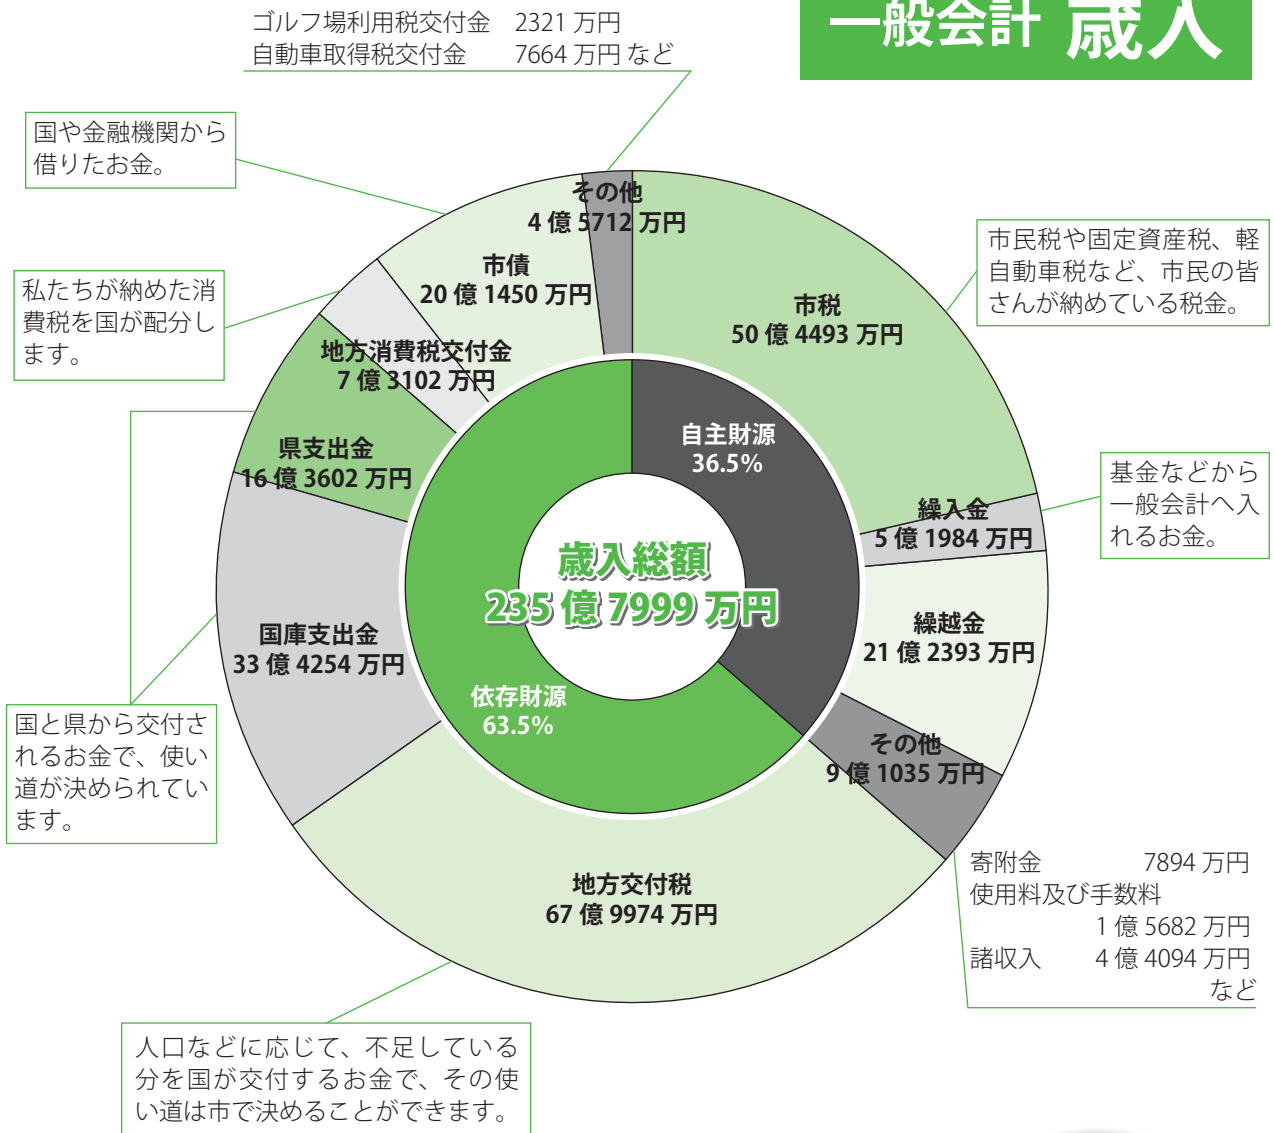 一般会計 歳入
ゴルフ場利用税交付金 2321 万円
自動車取得税交付金 7664 万円 など
国や金融機関から
借りたお金。
私たちが納めた消
費税を国が配分し
ます。
国と県から交付さ
れるお金で、使い
道が決められてい
ます。
人口などに応じて、不足している
分を国が交付するお金で、その使
い道は市で決めることができます。
市民税や固定資産税、軽
自動車税など、市民の皆
さんが納めている税金。
基金などから
一般会計へ入
れるお金。
寄附金 7894 万円
使用料及び手数料
1 億 5682 万円
諸収入 4 億 4094 万円
など
その他
4 億 5712 万円
市債
20 億 1450 万円
地方消費税交付金
7 億 3102 万円
県支出金
16 億 3602 万円
国庫支出金
33 億 4254 万円
地方交付税
67 億 9974 万円
市税
50 億 4493 万円
繰入金
5 億 1984 万円
繰越金
21 億 2393 万円
その他
9 億 1035 万円
自主財源
36.5%
依存財源
63.5%
歳入総額
235 億 7999 万円